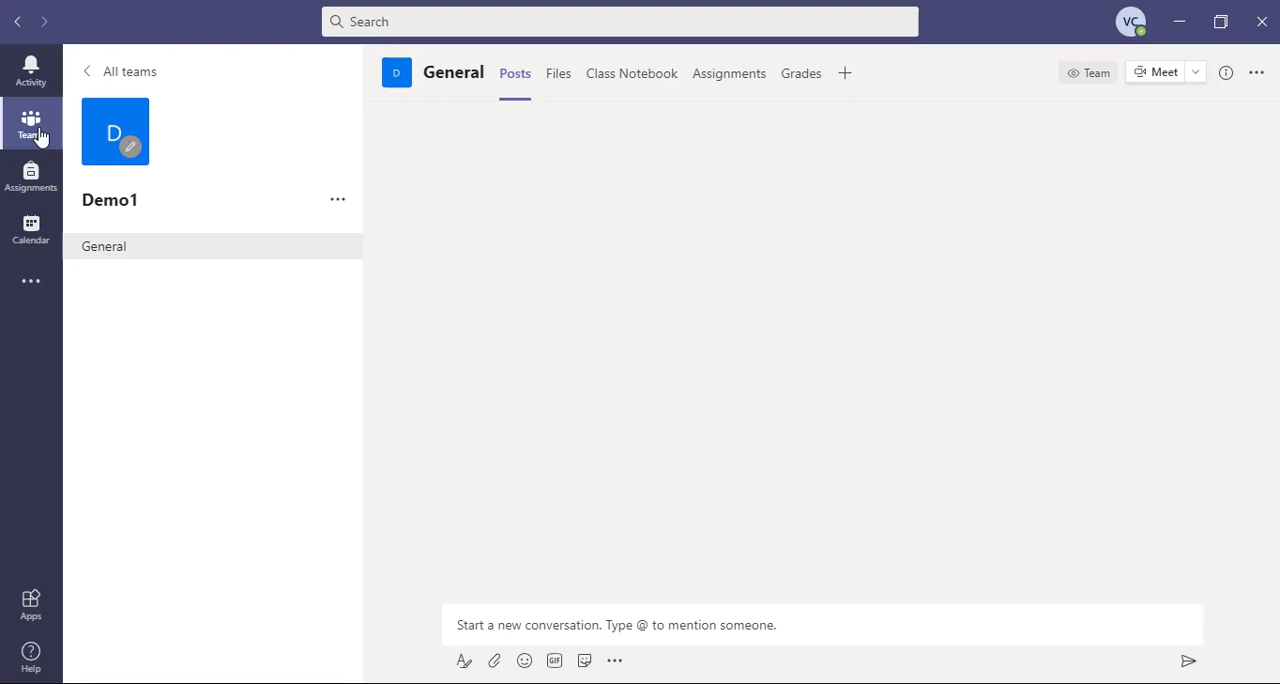 Search
VC
Activity
Teams
Assignments
Calendar
Apps
Help
All teams
D
Demo1
General
D
General
Posts
Files
Class Notebook
Assignments
Grades
Team
Meet
Start a new conversation. Type @ to mention someone.
GIF